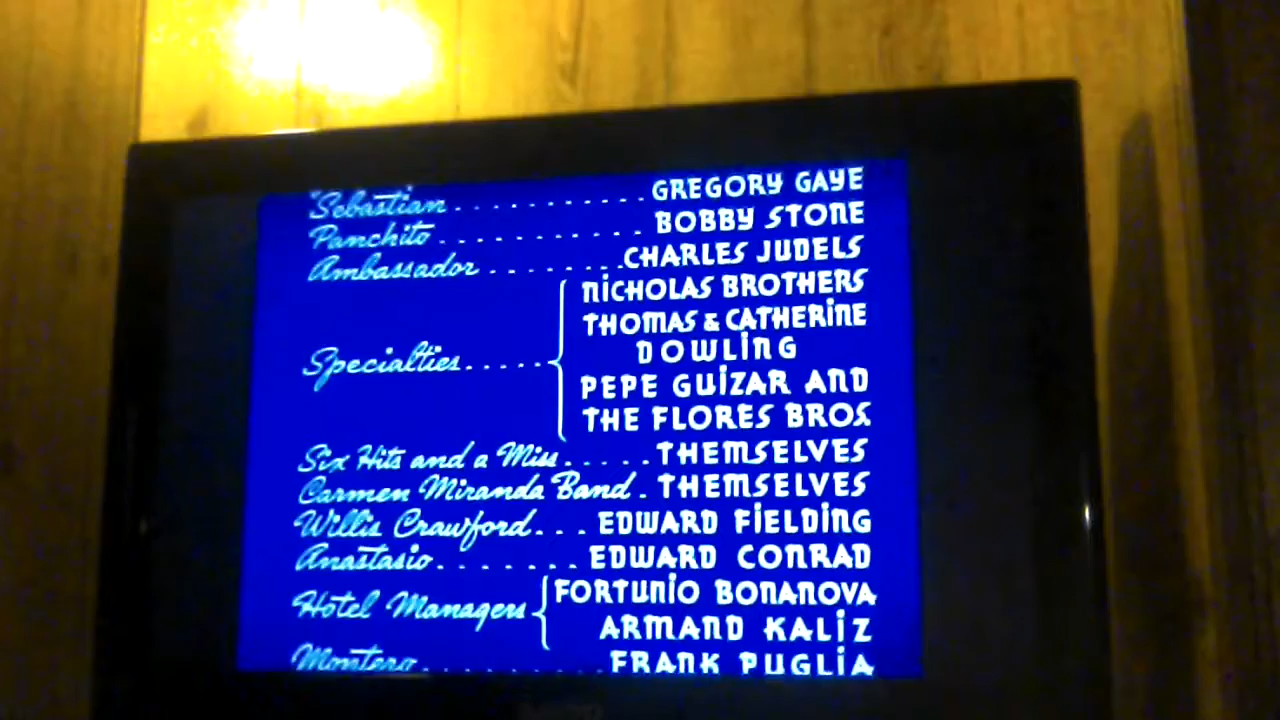 Sebastian . . . . . . . . . . . GREGORY GAYE
Panchito . . . . . . . . . . . BOBBY STONE
Ambassador . . . . . . . . CHARLES JUDELS
NICHOLAS BROTHERS
THOMAS & CATHERINE
DOWLING
Specialties . . . . .
PEPE GUIZAR AND
THE FLORES BROS.
Six Hits and a Miss . . . . . THEMSELVES
Carmen Miranda Band . THEMSELVES
Willis Crawford . . . EDWARD FIELDING
Anastasio . . . . . . . EDWARD CONRAD
Hotel Managers FORTUNIO BONANOVA
ARMAND KALIZ
Montero . . . . . . . . . FRANK PUGLIA